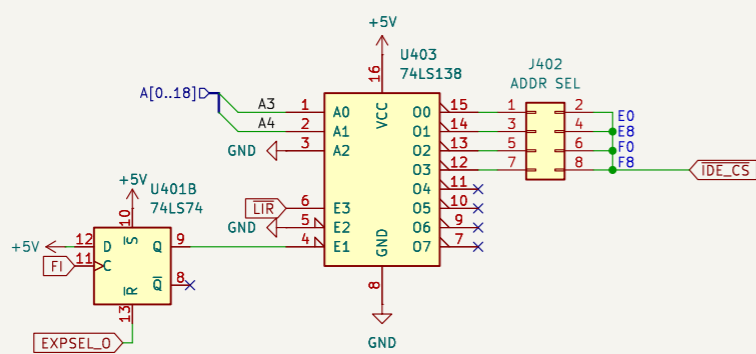 +5V
U403
74LS138
J402
ADDR SEL
A[0..18]
A3
A4
GND
16
VCC
1
A0
2
A1
3
A2
6
E3
5
E2
4
E1
O0
15
O1
14
O2
13
O3
12
O4
11
O5
10
O6
9
O7
7
GND
8
GND
1
2
3
4
5
6
7
8
E0
E8
F0
F8
IDE_CS
LIR
GND
+5V
U401B
74LS74
10
+5V
12
D
S
Q
9
FI
11
C
R
Q
8
13
EXPSEL_O